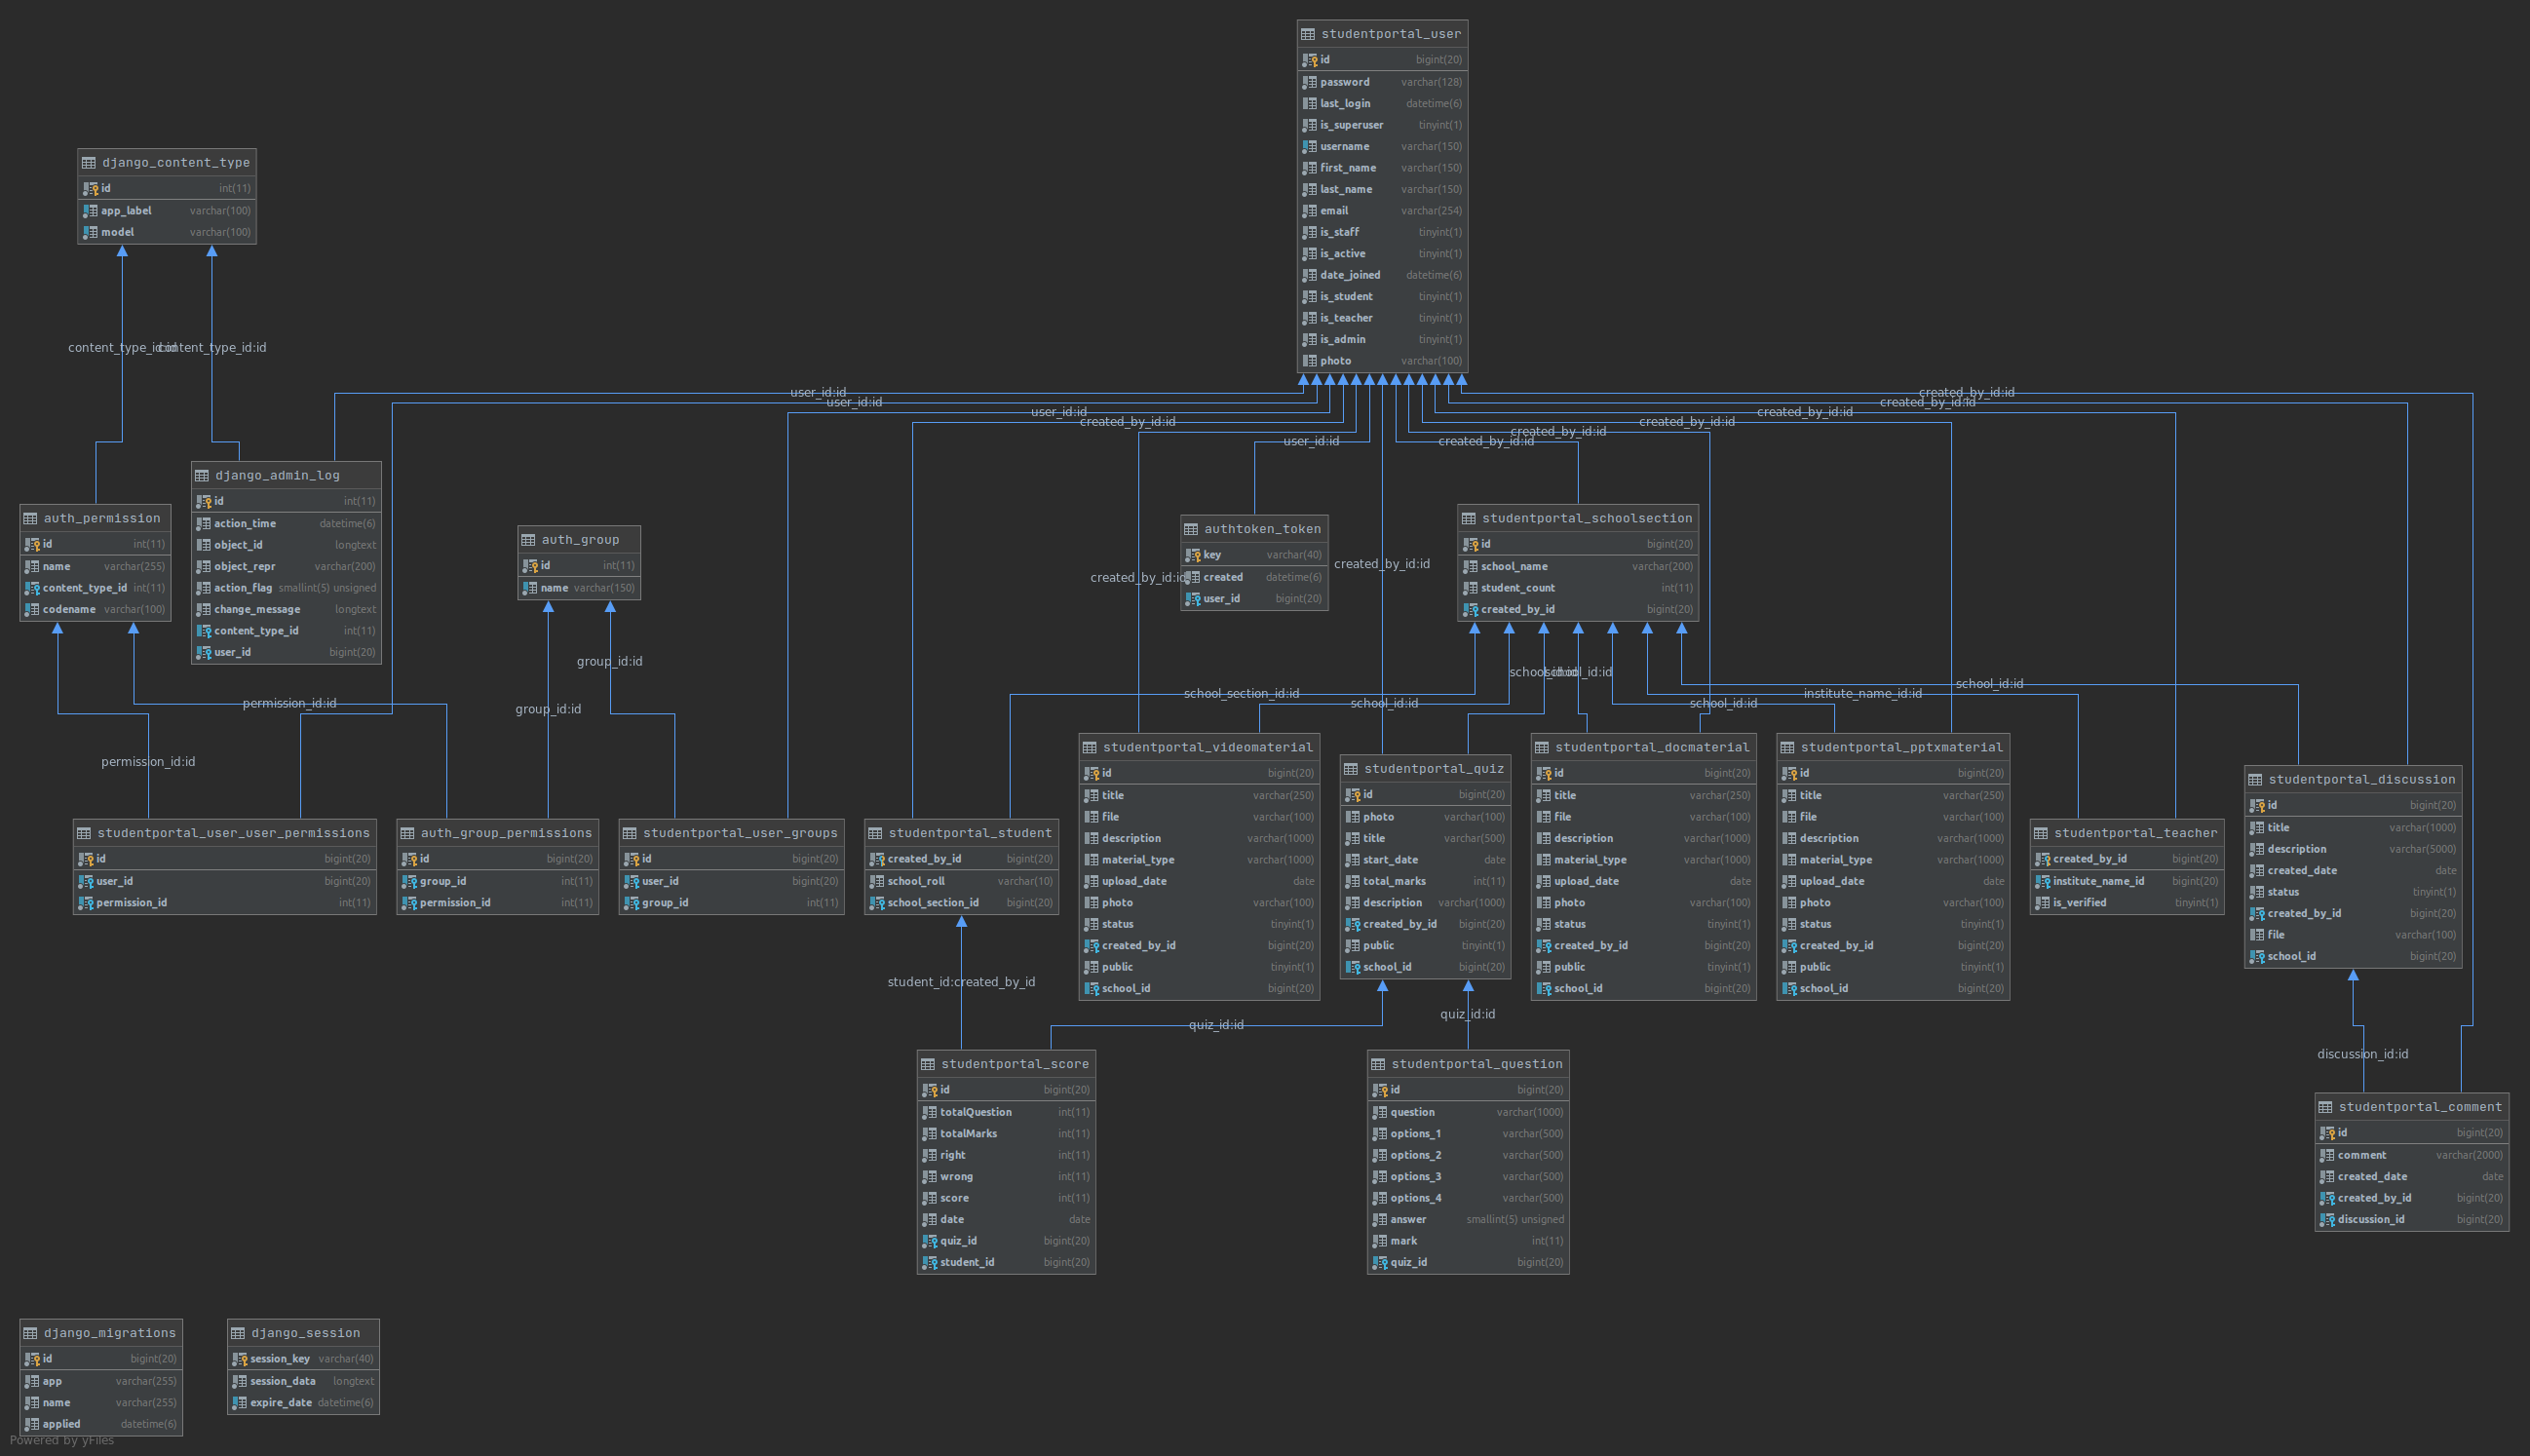 studentportal_user
id bigint(20)
password varchar(128)
last_login datetime(6)
is_superuser tinyint(1)
username varchar(150)
first_name varchar(150)
last_name varchar(150)
email varchar(254)
is_staff tinyint(1)
is_active tinyint(1)
date_joined datetime(6)
is_student tinyint(1)
is_teacher tinyint(1)
is_admin tinyint(1)
photo varchar(100)
django_content_type
id int(11)
app_label varchar(100)
model varchar(100)
content_type_id:id
content_type_id:id
user_id:id
user_id:id
user_id:id
created_by_id:id
user_id:id
created_by_id:id
created_by_id:id
created_by_id:id
created_by_id:id
created_by_id:id
created_by_id:id
django_admin_log
id int(11)
action_time datetime(6)
object_id longtext
object_repr varchar(200)
action_flag smallint(5) unsigned
change_message longtext
content_type_id int(11)
user_id bigint(20)
auth_permission
id int(11)
name varchar(255)
content_type_id int(11)
codename varchar(100)
auth_group
id int(11)
name varchar(150)
authtoken_token
key varchar(40)
created datetime(6)
user_id bigint(20)
created_by_id:id
created_by_id:id
studentportal_schoolsection
id bigint(20)
school_name varchar(200)
student_count int(11)
created_by_id bigint(20)
group_id:id
group_id:id
permission_id:id
permission_id:id
school_section_id:id
school_id:id
school_id:id
school_id:id
school_id:id
institute_name_id:id
school_id:id
studentportal_user_user_permissions
id bigint(20)
user_id bigint(20)
permission_id int(11)
auth_group_permissions
id bigint(20)
group_id int(11)
permission_id int(11)
studentportal_user_groups
id bigint(20)
user_id bigint(20)
group_id int(11)
studentportal_student
created_by_id bigint(20)
school_roll varchar(10)
school_section_id bigint(20)
studentportal_videomaterial
id bigint(20)
title varchar(250)
file varchar(100)
description varchar(1000)
material_type varchar(1000)
upload_date date
photo varchar(100)
status tinyint(1)
created_by_id bigint(20)
public tinyint(1)
school_id bigint(20)
studentportal_quiz
id bigint(20)
photo varchar(100)
title varchar(500)
start_date date
total_marks int(11)
description varchar(1000)
created_by_id bigint(20)
public tinyint(1)
school_id bigint(20)
studentportal_docmaterial
id bigint(20)
title varchar(250)
file varchar(100)
description varchar(1000)
material_type varchar(1000)
upload_date date
photo varchar(100)
status tinyint(1)
created_by_id bigint(20)
public tinyint(1)
school_id bigint(20)
studentportal_pptxmaterial
id bigint(20)
title varchar(250)
file varchar(100)
description varchar(1000)
material_type varchar(1000)
upload_date date
photo varchar(100)
status tinyint(1)
created_by_id bigint(20)
public tinyint(1)
school_id bigint(20)
studentportal_teacher
created_by_id bigint(20)
institute_name_id bigint(20)
is_verified tinyint(1)
studentportal_discussion
id bigint(20)
title varchar(1000)
description varchar(5000)
created_date date
status tinyint(1)
created_by_id bigint(20)
file varchar(100)
school_id bigint(20)
student_id:created_by_id
quiz_id:id
quiz_id:id
discussion_id:id
studentportal_score
id bigint(20)
totalQuestion int(11)
totalMarks int(11)
right int(11)
wrong int(11)
score int(11)
date date
quiz_id bigint(20)
student_id bigint(20)
studentportal_question
id bigint(20)
question varchar(1000)
options_1 varchar(500)
options_2 varchar(500)
options_3 varchar(500)
options_4 varchar(500)
answer smallint(5) unsigned
mark int(11)
quiz_id bigint(20)
studentportal_comment
id bigint(20)
comment varchar(2000)
created_date date
created_by_id bigint(20)
discussion_id bigint(20)
django_migrations
id bigint(20)
app varchar(255)
name varchar(255)
applied datetime(6)
django_session
session_key varchar(40)
session_data longtext
expire_date datetime(6)
Powered by yFiles